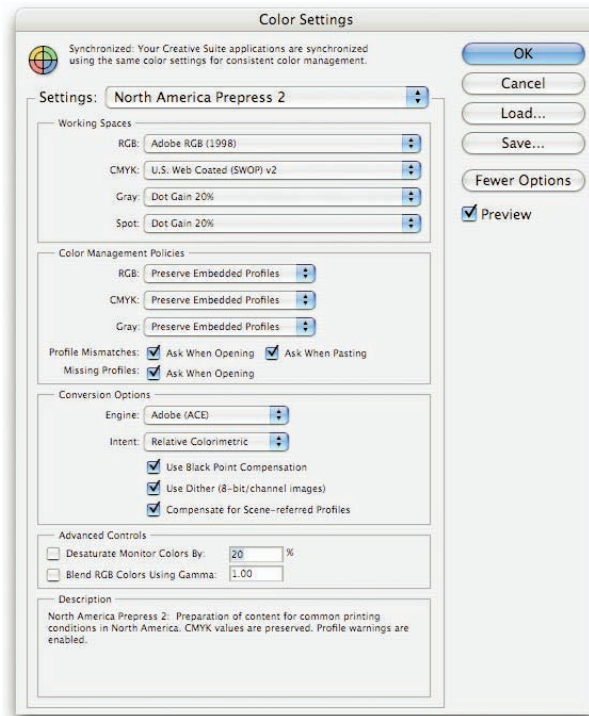 Color Settings
Synchronized: Your Creative Suite applications are synchronized
using the same color settings for consistent color management.
OK
Cancel
Load...
Save...
Fewer Options
Preview
Settings: North America Prepress 2
Working Spaces
RGB: Adobe RGB (1998)
CMYK: U.S. Web Coated (SWOP) v2
Gray: Dot Gain 20%
Spot: Dot Gain 20%
Color Management Policies
RGB: Preserve Embedded Profiles
CMYK: Preserve Embedded Profiles
Gray: Preserve Embedded Profiles
Profile Mismatches: Ask When Opening Ask When Pasting
Missing Profiles: Ask When Opening
Conversion Options
Engine: Adobe (ACE)
Intent: Relative Colorimetric
Use Black Point Compensation
Use Dither (8-bit/channel images)
Compensate for Scene-referred Profiles
Advanced Controls
Desaturate Monitor Colors By: 20 %
Blend RGB Colors Using Gamma: 1.00
Description
North America Prepress 2: Preparation of content for common printing
conditions in North America. CMYK values are preserved. Profile warnings are
enabled.